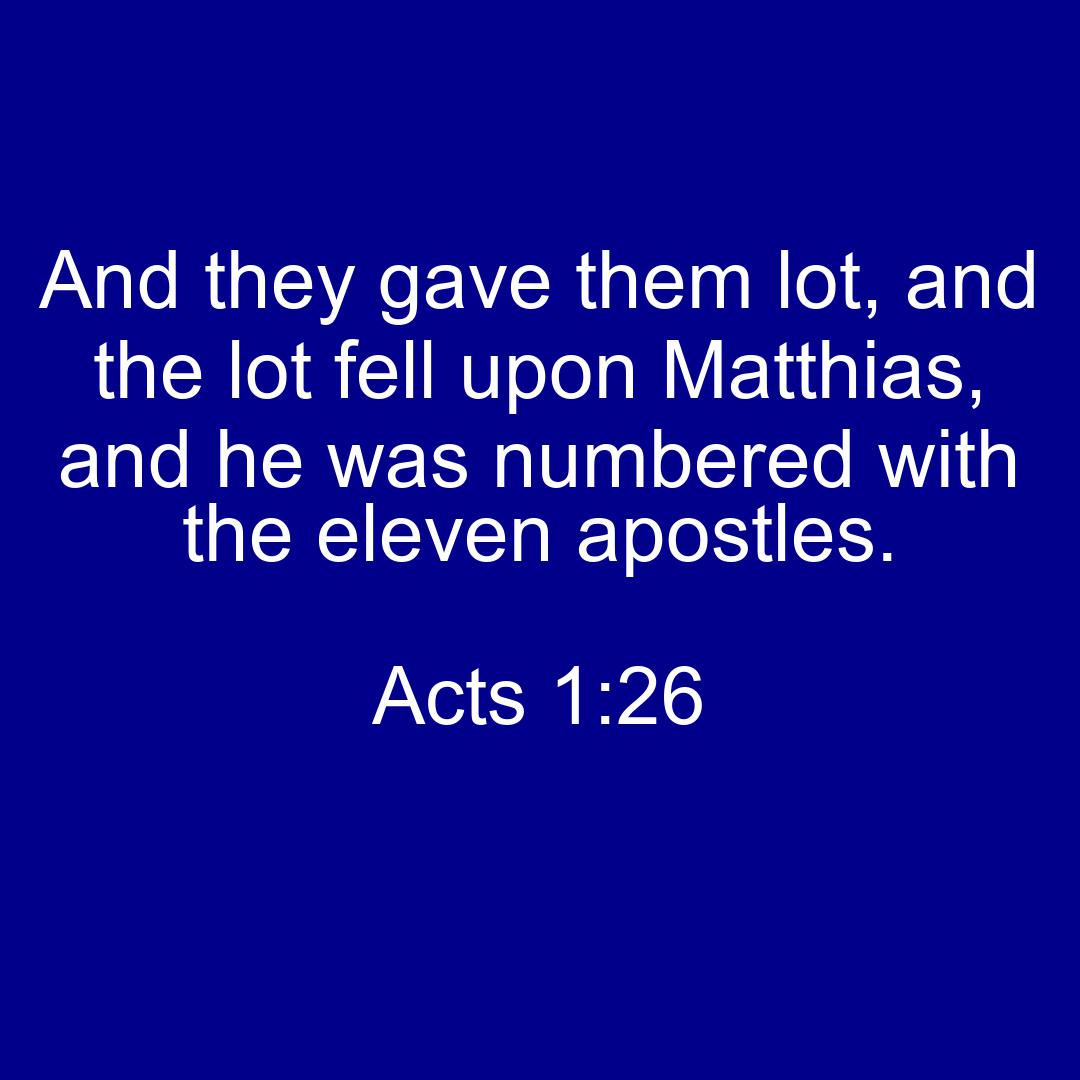 And they gave them lot, and
the lot fell upon Matthias,
and he was numbered with
the eleven apostles.
Acts 1:26